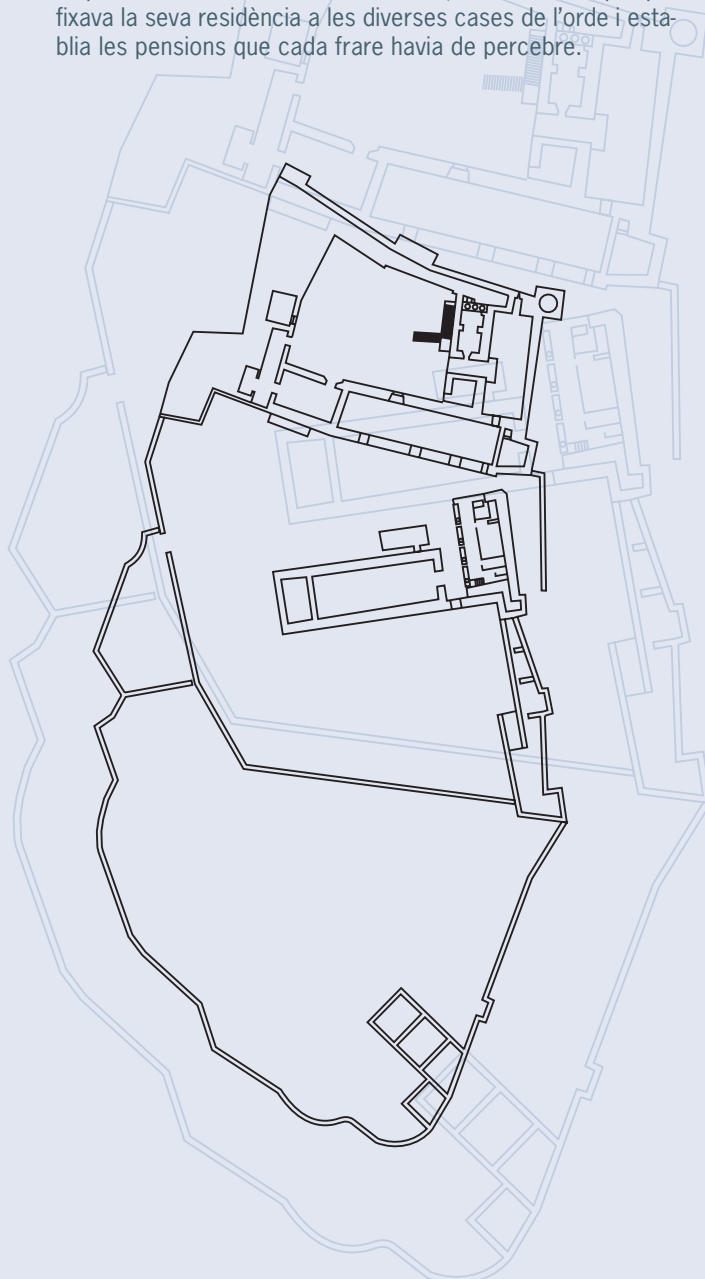 fixava la seva residència a les diverses cases de l’orde i esta-
blia les pensions que cada frare havia de percebre.